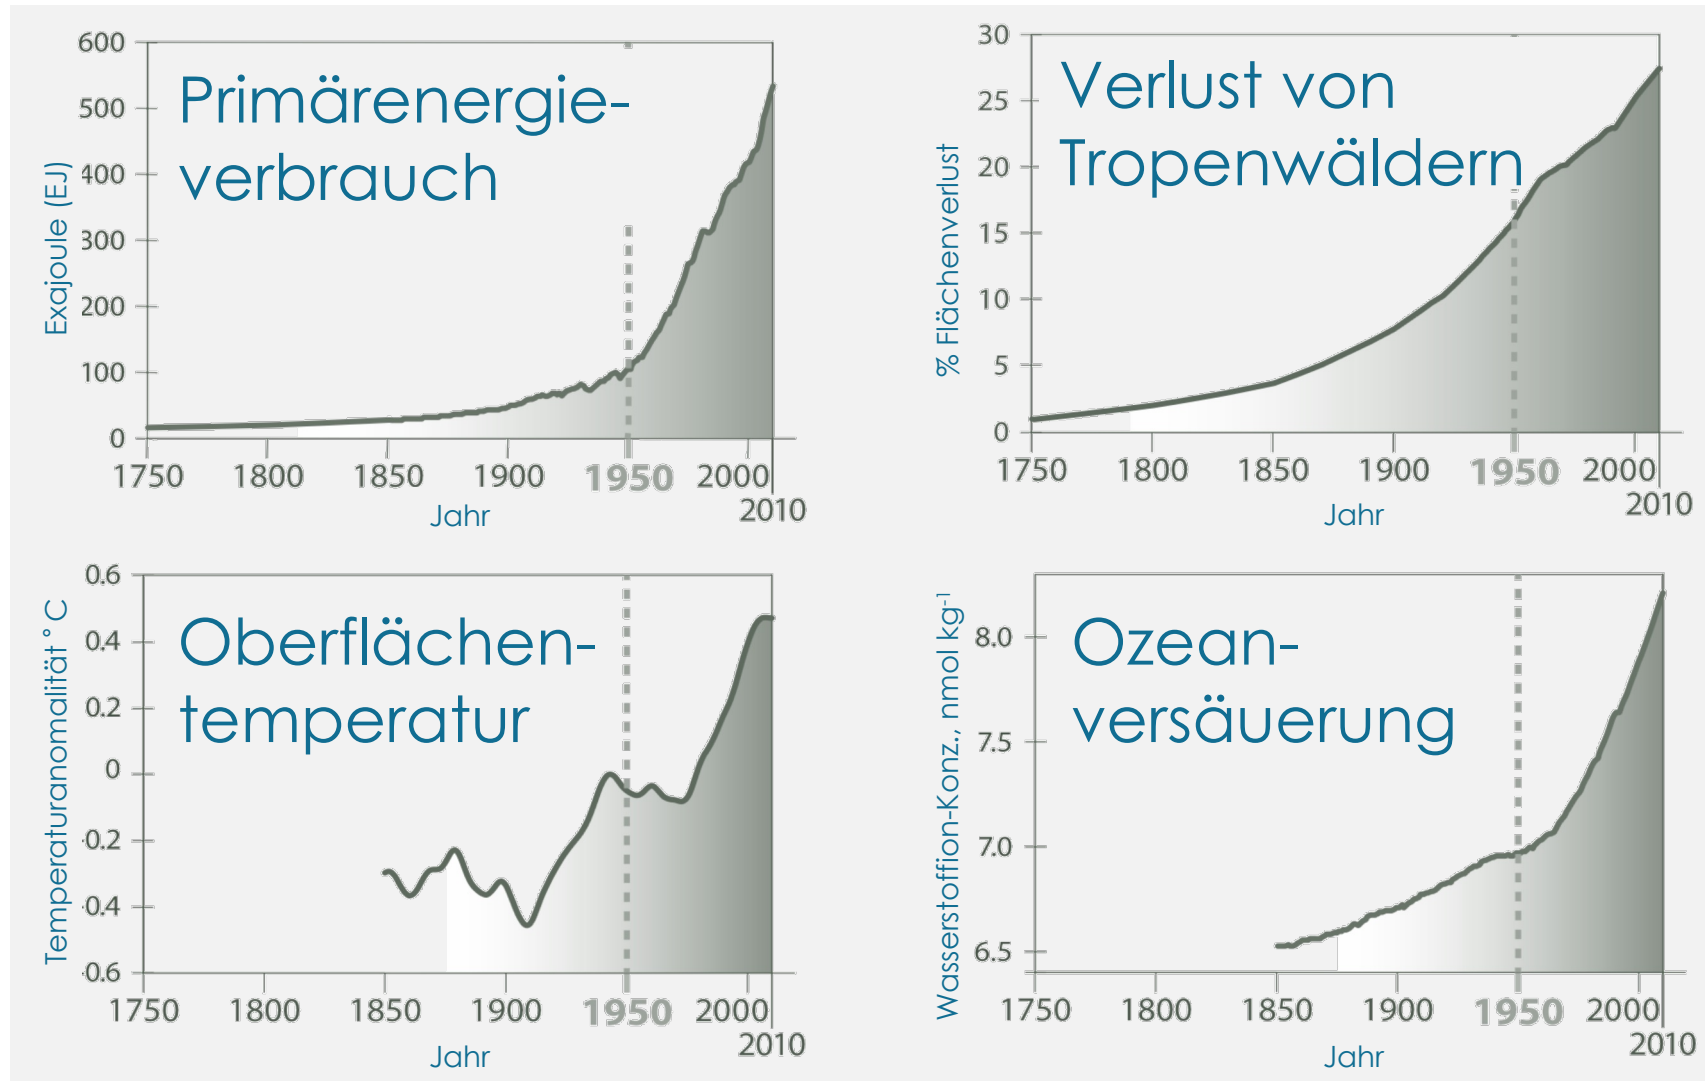 Primärenergie-
verbrauch
Exajoule (EJ)
600
500
400
300
200
100
0
1750 1800 1850 1900 1950 2000
2010
Jahr
Verlust von
Tropenwäldern
% Flächenverlust
30
25
20
15
10
5
0
1750 1800 1850 1900 1950 2000
2010
Jahr
Oberflächen-
temperatur
Temperaturanomalität ° C
0.6
0.4
0.2
0
-0.2
-0.4
-0.6
1750 1800 1850 1900 1950 2000
2010
Jahr
Ozean-
versäuerung
Wasserstoffion-Konz., nmol kg-1
8.0
7.5
7.0
6.5
1750 1800 1850 1900 1950 2000
2010
Jahr